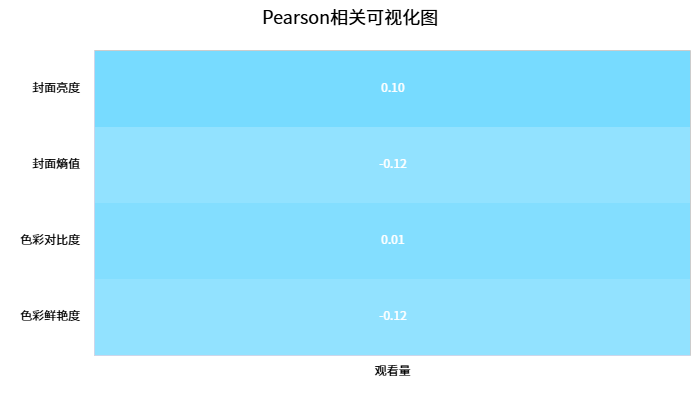 Pearson相关可视化图
封面亮度
0.10
封面熵值
-0.12
色彩对比度
0.01
色彩鲜艳度
-0.12
观看量